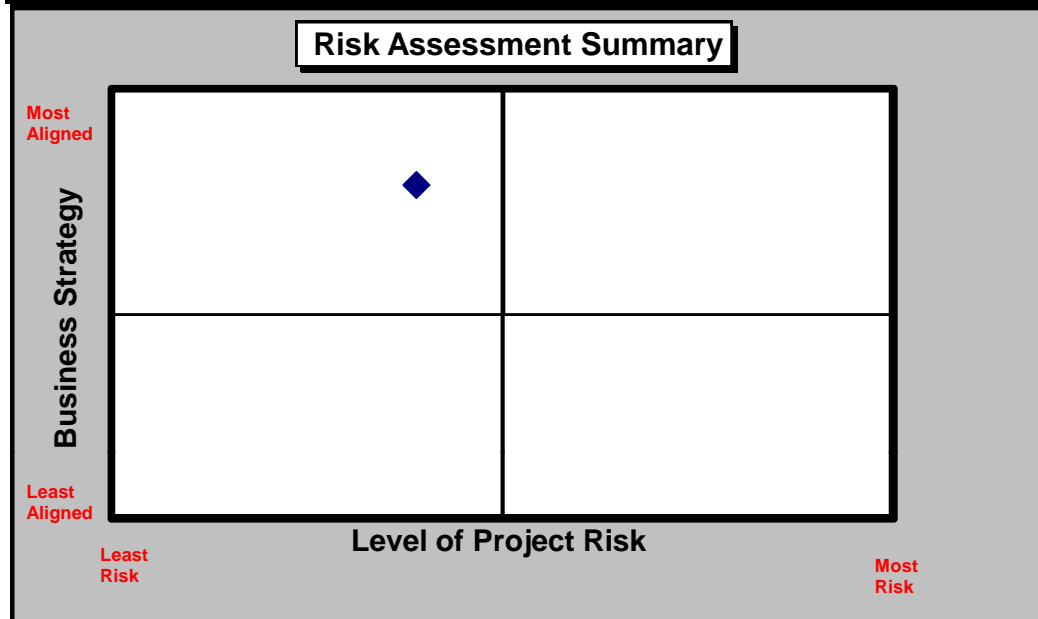 Risk Assessment Summary
Most
Aligned
Business Strategy
Least
Aligned
Level of Project Risk
Least
Risk
Most
Risk